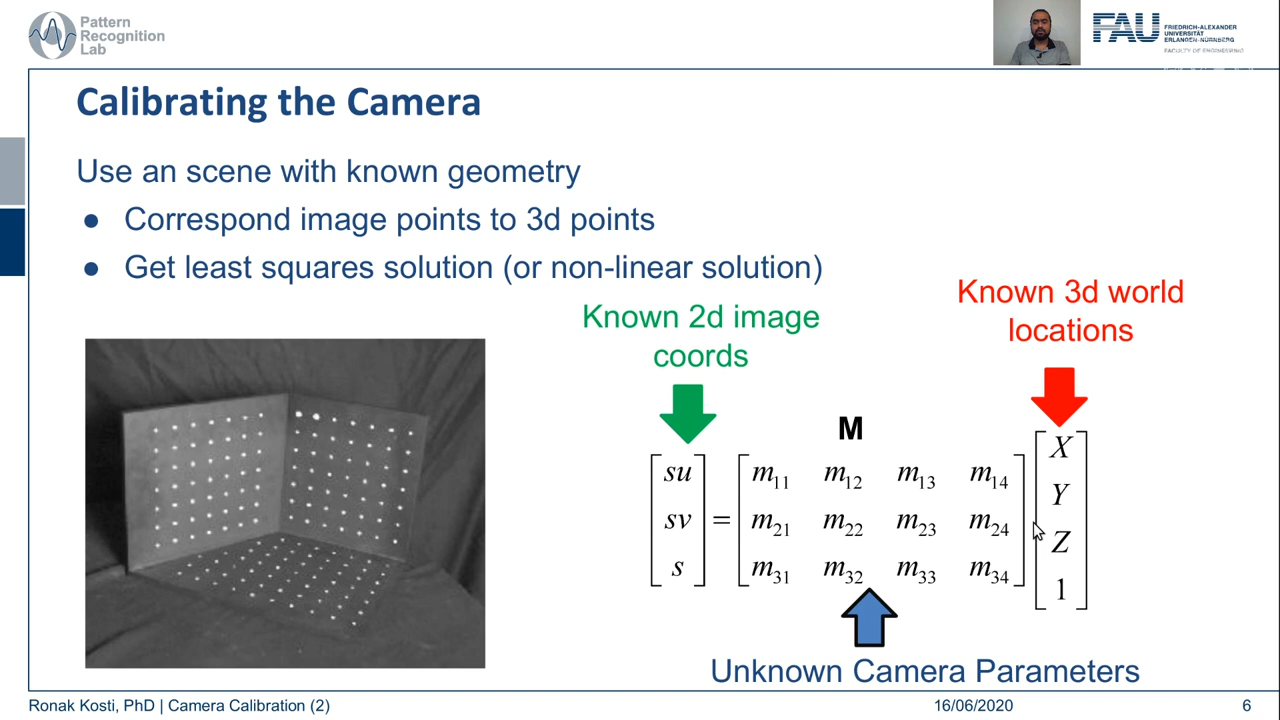 Pattern
Recognition
Lab
FAU
FRIEDRICH-ALEXANDER
UNIVERSITÄT
ERLANGEN-NÜRNBERG
FACULTY OF ENGINEERING
Calibrating the Camera
Use an scene with known geometry
● Correspond image points to 3d points
● Get least squares solution (or non-linear solution)
Known 2d image
coords
Known 3d world
locations
M
su
sv
s
=
m11 m12 m13 m14
m21 m22 m23 m24
m31 m32 m33 m34
X
Y
Z
1
Unknown Camera Parameters
Ronak Kosti, PhD | Camera Calibration (2)
16/06/2020
6